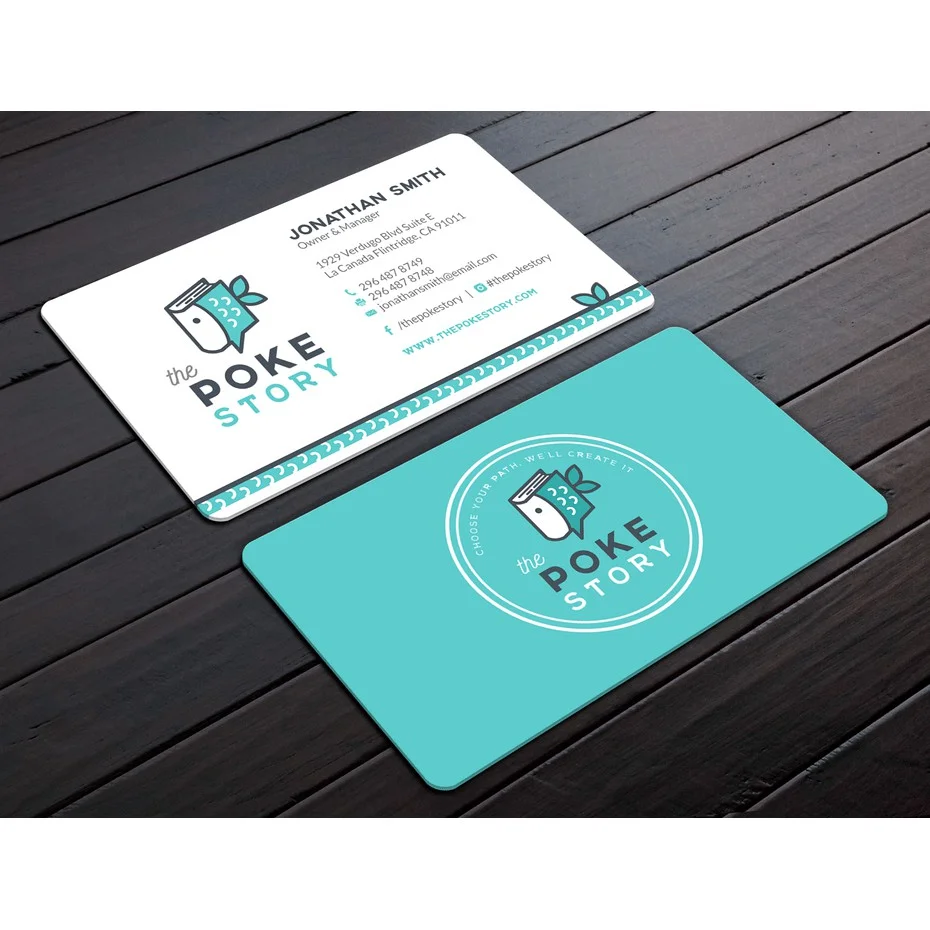 JONATHAN SMITH
Owner & Manager
1929 Verdugo Blvd Suite E
La Canada Flintridge, CA 91011
296 487 8749
296 487 8748
jonathansmith@email.com
/thepokestory | #thepokestory
WWW.THEPOKESTORY.COM
the
POKE
STORY
CHOOSE YOUR PATH. WE'LL CREATE IT
the
POKE
STORY